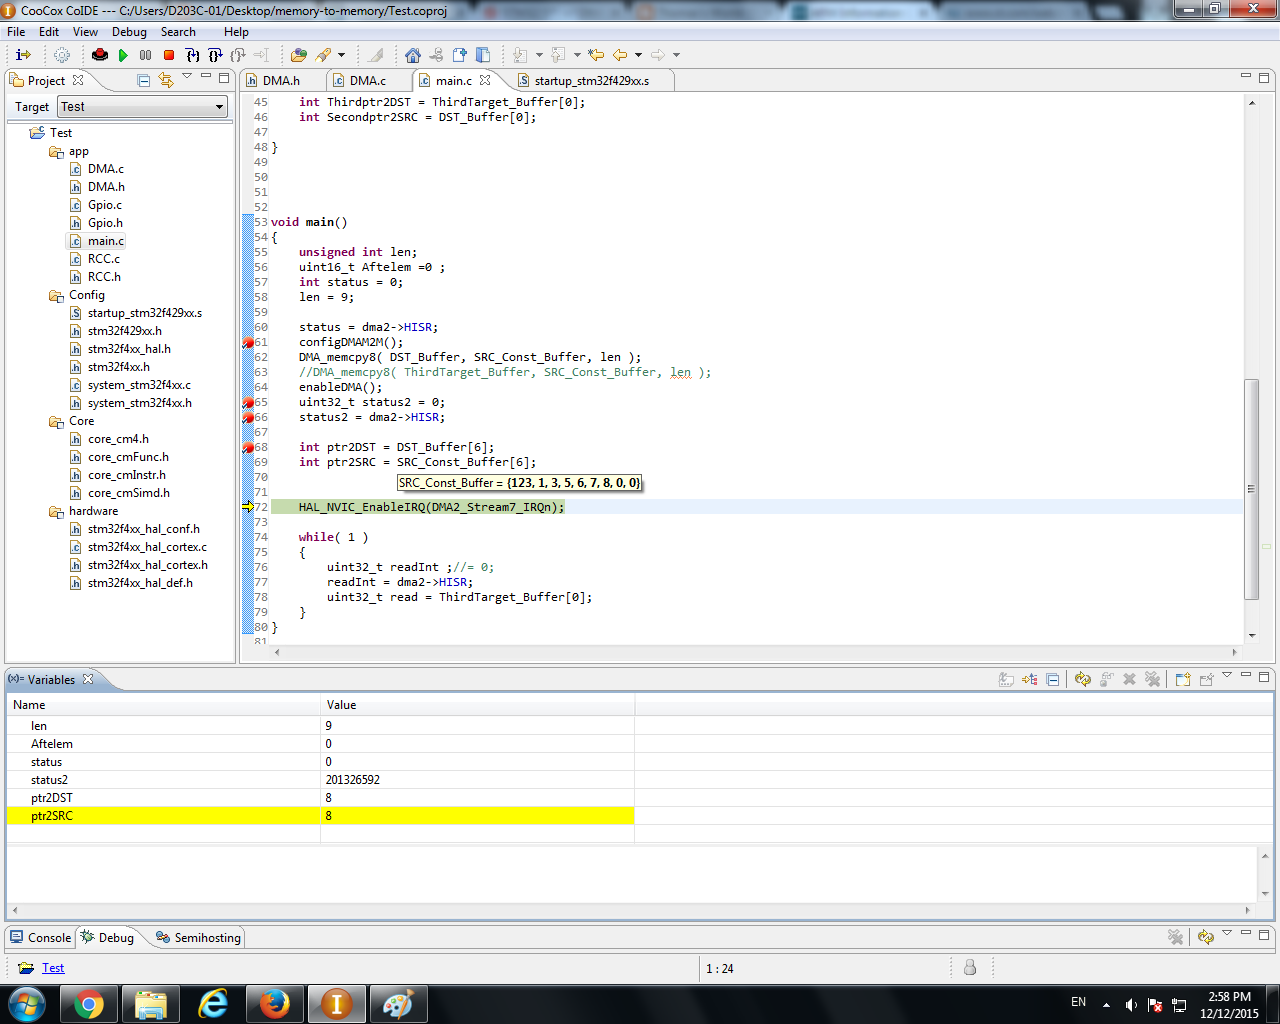 CooCox CoIDE --- C:/Users/D203C-01/Desktop/memory-to-memory/Test.coproj
File Edit View Debug Search Help
Project
Target Test
Test
app
DMA.c
DMA.h
Gpio.c
Gpio.h
main.c
RCC.c
RCC.h
Config
startup_stm32f429xx.s
stm32f429xx.h
stm32f4xx_hal.h
stm32f4xx.h
system_stm32f4xx.c
system_stm32f4xx.h
Core
core_cm4.h
core_cmFunc.h
core_cmInstr.h
core_cmSimd.h
hardware
stm32f4xx_hal_conf.h
stm32f4xx_hal_cortex.c
stm32f4xx_hal_cortex.h
stm32f4xx_hal_def.h
DMA.h DMA.c main.c startup_stm32f429xx.s
45 int Thirdptr2DST = ThirdTarget_Buffer[0];
46 int Secondptr2SRC = DST_Buffer[0];
47
48 }
49
50
51
52
53 void main()
54 {
55 unsigned int len;
56 uint16_t Aftelem =0 ;
57 int status = 0;
58 len = 9;
59
60 status = dma2->HISR;
61 configDMAM2M();
62 DMA_memcpy8( DST_Buffer, SRC_Const_Buffer, len );
63 //DMA_memcpy8( ThirdTarget_Buffer, SRC_Const_Buffer, len );
64 enableDMA();
65 uint32_t status2 = 0;
66 status2 = dma2->HISR;
67
68 int ptr2DST = DST_Buffer[6];
69 int ptr2SRC = SRC_Const_Buffer[6];
70
SRC_Const_Buffer = {123, 1, 3, 5, 6, 7, 8, 0, 0}
71
72 HAL_NVIC_EnableIRQ(DMA2_Stream7_IRQn);
73
74 while( 1 )
75 {
76 uint32_t readInt ;//= 0;
77 readInt = dma2->HISR;
78 uint32_t read = ThirdTarget_Buffer[0];
79 }
80 }
81
(x)= Variables
Name Value
len 9
Aftelem 0
status 0
status2 201326592
ptr2DST 8
ptr2SRC 8
Console Debug Semihosting
Test 1 : 24
EN 2:58 PM
12/12/2015